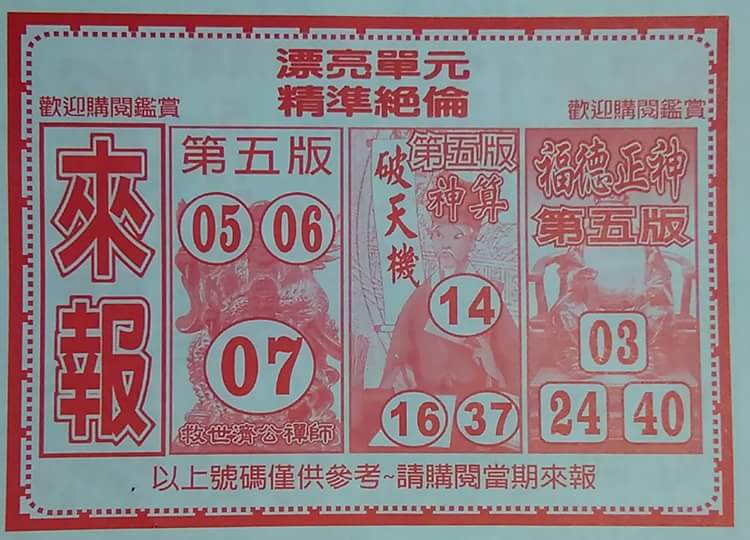 漂亮單元
精準絕倫
歡迎購閱鑑賞
歡迎購閱鑑賞
來報
第五版
05 06
07
救世濟公禪師
第五版
神算
破天機
14
16 37
福德正神
第五版
03
24 40
以上號碼僅供參考~請購閱當期來報